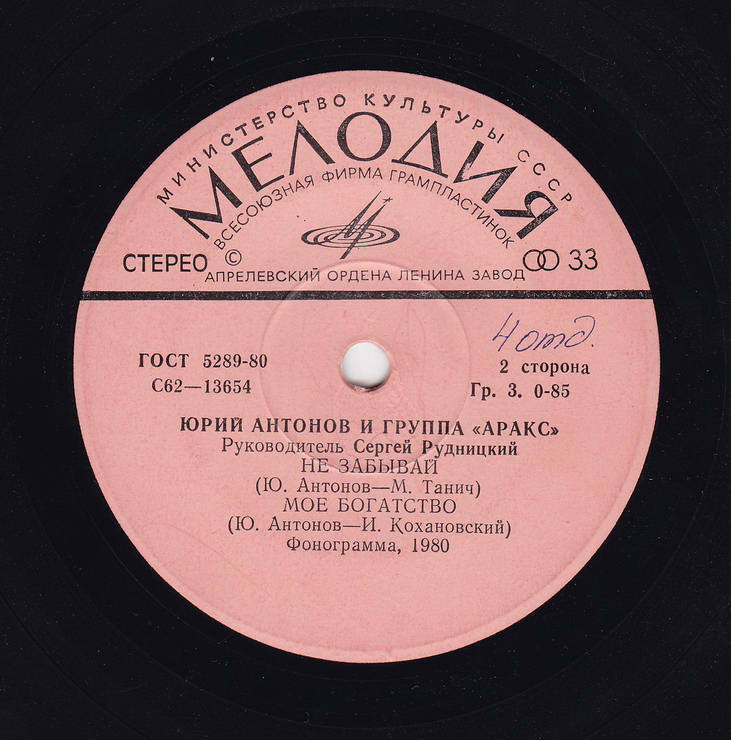 МИНИСТЕРСТВО КУЛЬТУРЫ СССР
МЕЛОДИЯ
ВСЕСОЮЗНАЯ ФИРМА ГРАМПЛАСТИНОК
СТЕРЕО © 33
АПРЕЛЕВСКИЙ ОРДЕНА ЛЕНИНА ЗАВОД
4 отд.
ГОСТ 5289-80 2 сторона
С62—13654 Гр. 3. 0-85
ЮРИЙ АНТОНОВ И ГРУППА «АРАКС»
Руководитель Сергей Рудницкий
НЕ ЗАБЫВАЙ
(Ю. Антонов—М. Танич)
МОЕ БОГАТСТВО
(Ю. Антонов—И. Кохановский)
Фонограмма, 1980